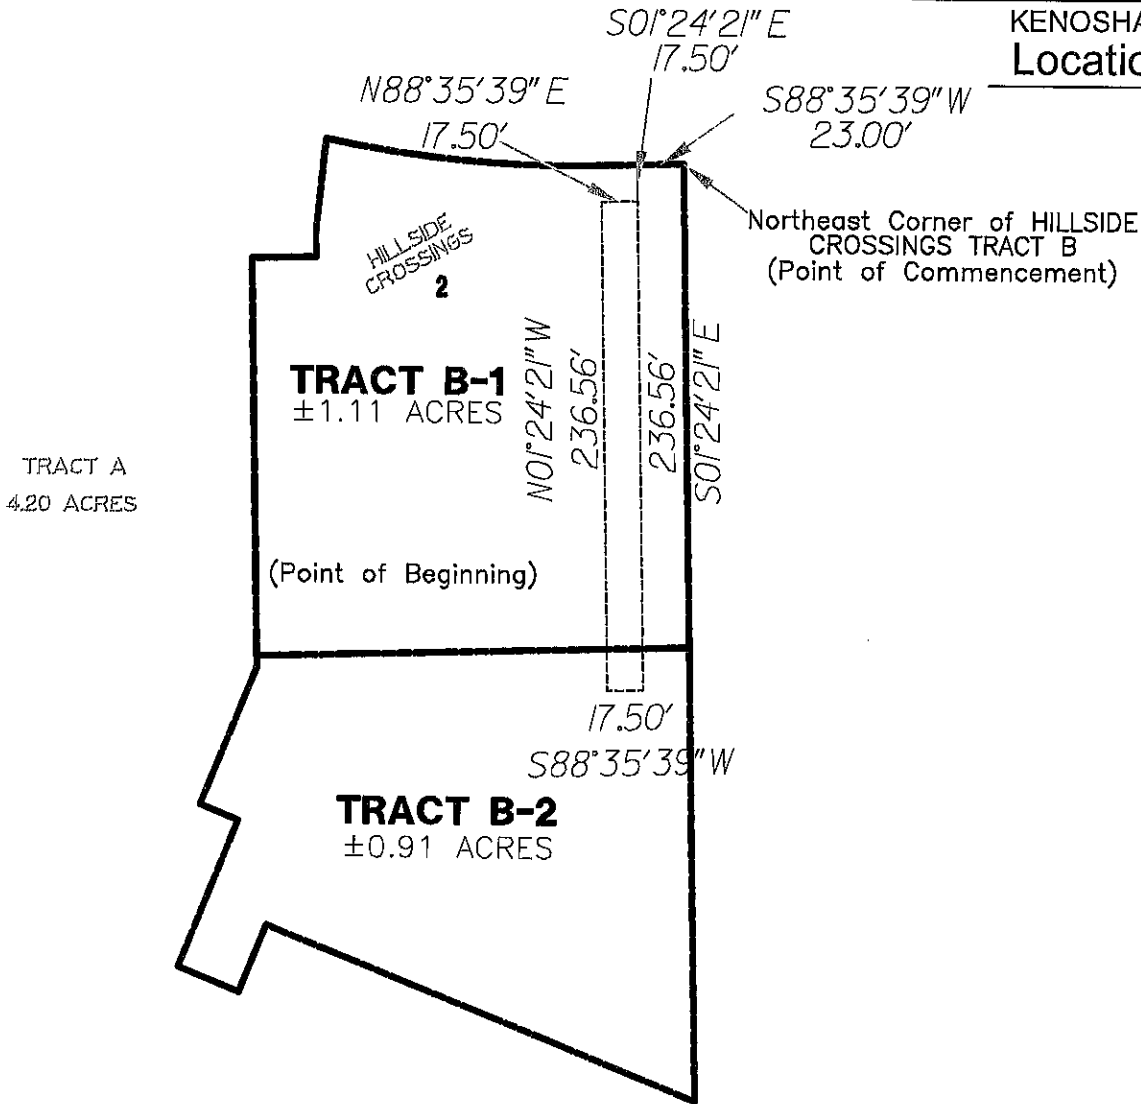 KENOSHA
Locatio
S01°24'21" E
17.50'
N88°35'39" E
17.50'
S88°35'39" W
23.00'
Northeast Corner of HILLSIDE
CROSSINGS TRACT B
(Point of Commencement)
HILLSIDE
CROSSINGS
2
TRACT B-1
±1.11 ACRES
N01°24'21" W
236.56'
236.56'
S01°24'21" E
TRACT A
4.20 ACRES
(Point of Beginning)
17.50'
S88°35'39" W
TRACT B-2
±0.91 ACRES